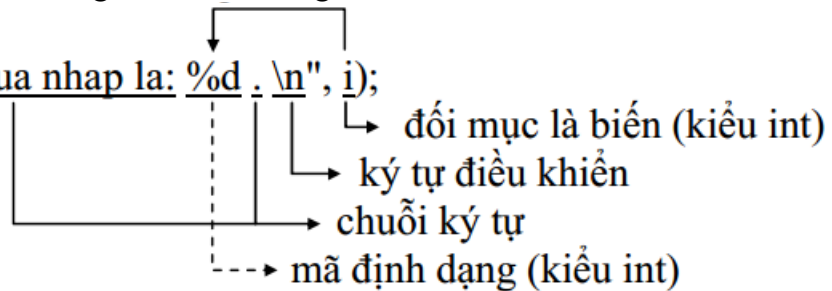 nhap la: %d . \n", i);
đối mục là biến (kiểu int)
ký tự điều khiển
chuỗi ký tự
mã định dạng (kiểu int)